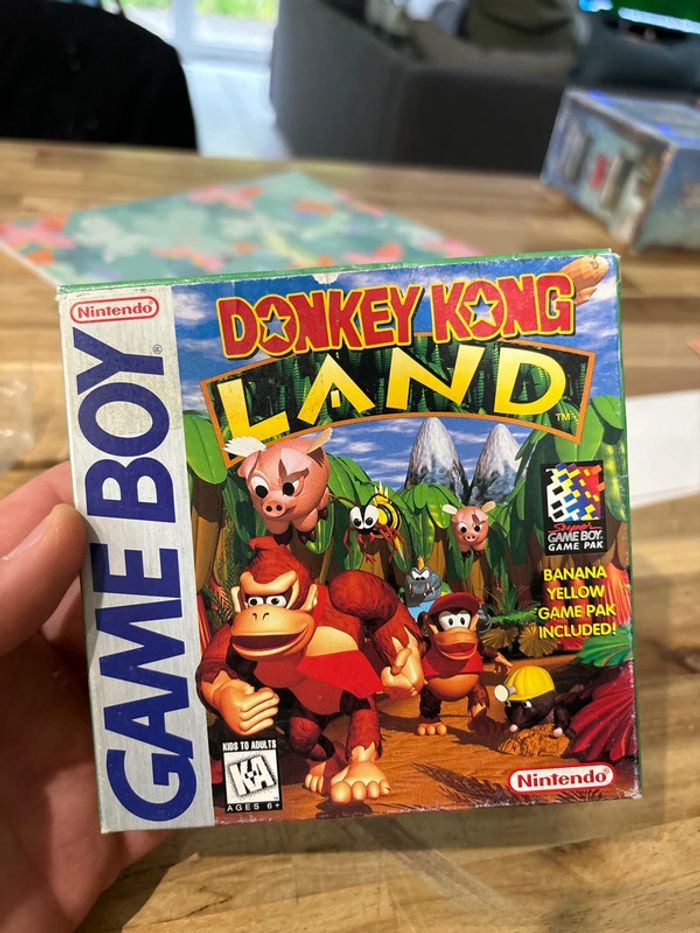 Nintendo®
GAME BOY®
DONKEY KONG
LAND™
Super
GAME BOY®
GAME PAK
BANANA
YELLOW
GAME PAK
INCLUDED!
KIDS TO ADULTS
K-A
AGES 6+
Nintendo®